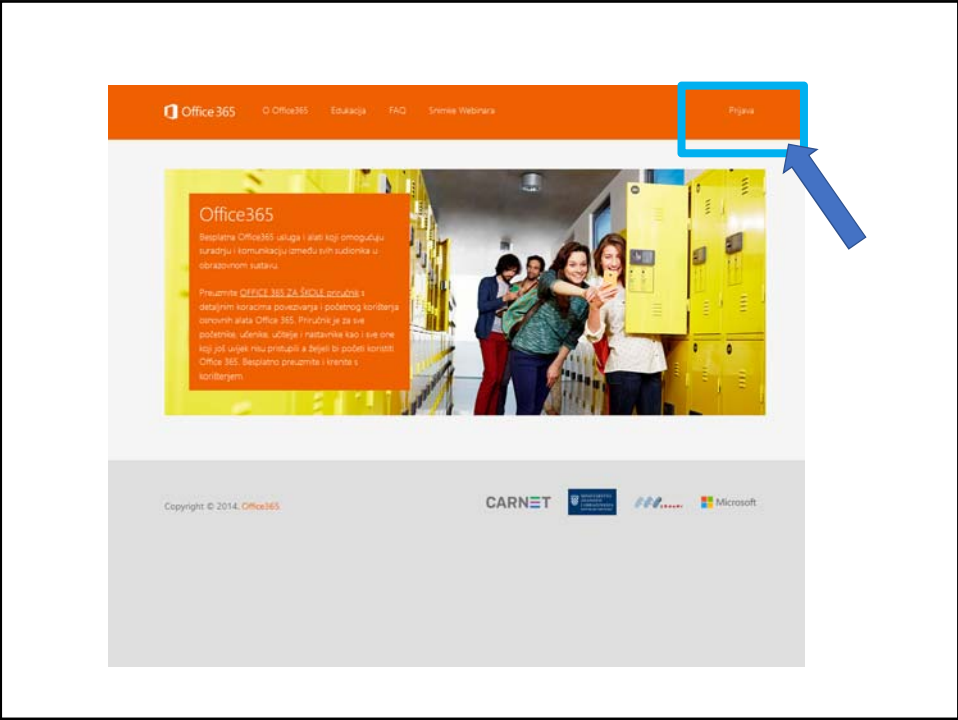 Office 365 O Office365 Edukacija FAQ Snimke Webinara Prijava
Office365
Besplatna Office365 usluga i alati koji omogućuju
suradnju i komunikaciju između svih sudionika u
obrazovnom sustavu.
Preuzmite OFFICE 365 ZA ŠKOLE priručnik s
detaljnim koracima povezivanja i početnog korištenja
osnovnih alata Office 365. Priručnik je za sve
početnike, učenike, učitelje i nastavnike kao i sve one
koji još uvijek nisu pristupili a željeli bi početi koristiti
Office 365. Besplatno preuzmite i krenite s
korištenjem
Copyright © 2014. Office365
CARNET Microsoft